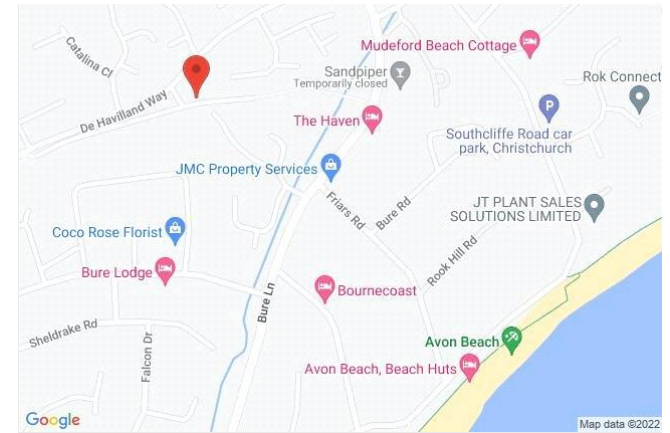 Catalina Cl
Mudeford Beach Cottage
Sandpiper
Temporarily closed
Rok Connect
De Havilland Way
The Haven
Southcliffe Road car
park, Christchurch
JMC Property Services
Friars Rd
Bure Rd
JT PLANT SALES
SOLUTIONS LIMITED
Coco Rose Florist
Rook Hill Rd
Bure Lodge
Bure Ln
Bournecoast
Sheldrake Rd
Falcon Dr
Avon Beach
Avon Beach, Beach Huts
Google
Map data ©2022